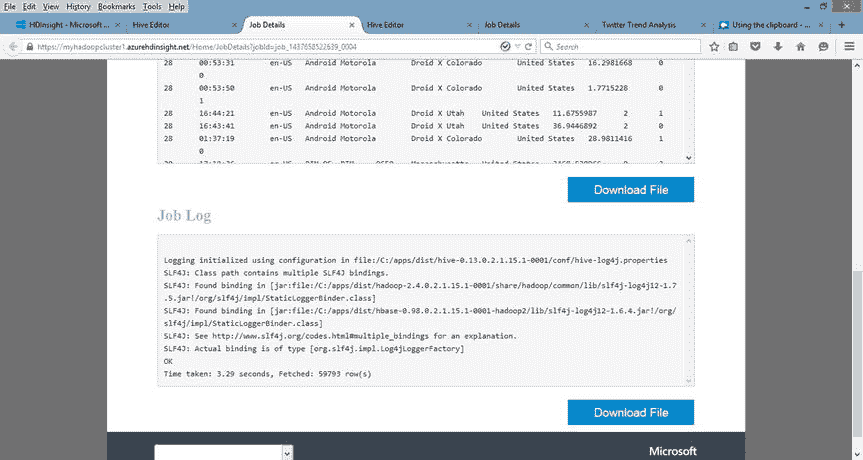 File Edit View History Bookmarks Tools Help
HDInsight - Microsoft ... Hive Editor Job Details Hive Editor Job Details Twitter Trend Analysis Using the clipboard - ...
https://myhadoopcluster1.azurehdinsight.net/Home/JobDetails?jobId=job_1437658522639_0004 Search
28 00:53:31 en-US Android Motorola Droid X Colorado United States 16.2981668 0
0
28 00:53:50 en-US Android Motorola Droid X Colorado United States 1.7715228 0
1
28 16:44:21 en-US Android Motorola Droid X Utah United States 11.6755987 2 1
28 16:43:41 en-US Android Motorola Droid X Utah United States 36.9446892 2 0
28 01:37:19 en-US Android Motorola Droid X Colorado United States 28.9811416 1
0
Download File
Job Log
Logging initialized using configuration in file:/C:/apps/dist/hive-0.13.0.2.1.15.1-0001/conf/hive-log4j.properties
SLF4J: Class path contains multiple SLF4J bindings.
SLF4J: Found binding in [jar:file:/C:/apps/dist/hadoop-2.4.0.2.1.15.1-0001/share/hadoop/common/lib/slf4j-log4j12-1.7
.5.jar!/org/slf4j/impl/StaticLoggerBinder.class]
SLF4J: Found binding in [jar:file:/C:/apps/dist/hbase-0.98.0.2.1.15.1-0001-hadoop2/lib/slf4j-log4j12-1.6.4.jar!/org/
slf4j/impl/StaticLoggerBinder.class]
SLF4J: See http://www.slf4j.org/codes.html#multiple_bindings for an explanation.
SLF4J: Actual binding is of type [org.slf4j.impl.Log4jLoggerFactory]
OK
Time taken: 3.29 seconds, Fetched: 59793 row(s)
Download File
Microsoft